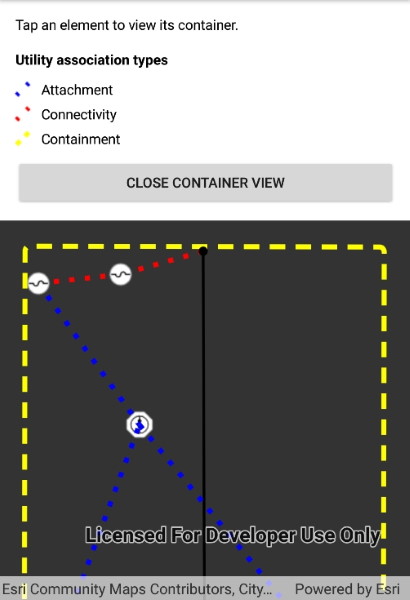 Tap an element to view its container.
Utility association types
Attachment
Connectivity
Containment
CLOSE CONTAINER VIEW
Licensed For Developer Use Only
Esri Community Maps Contributors, City... Powered by Esri